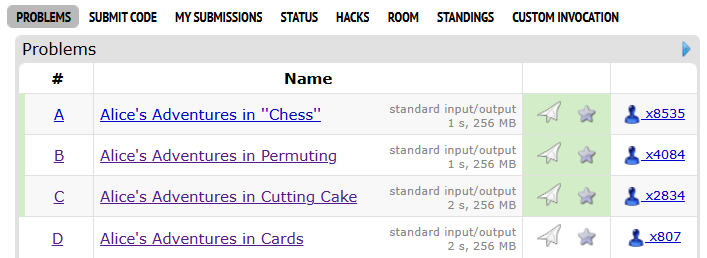 PROBLEMS SUBMIT CODE MY SUBMISSIONS STATUS HACKS ROOM STANDINGS CUSTOM INVOCATION
Problems
# Name
A Alice's Adventures in "Chess" standard input/output
1 s, 256 MB x8535
B Alice's Adventures in Permuting standard input/output
1 s, 256 MB x4084
C Alice's Adventures in Cutting Cake standard input/output
2 s, 256 MB x2834
D Alice's Adventures in Cards standard input/output
2 s, 256 MB x807